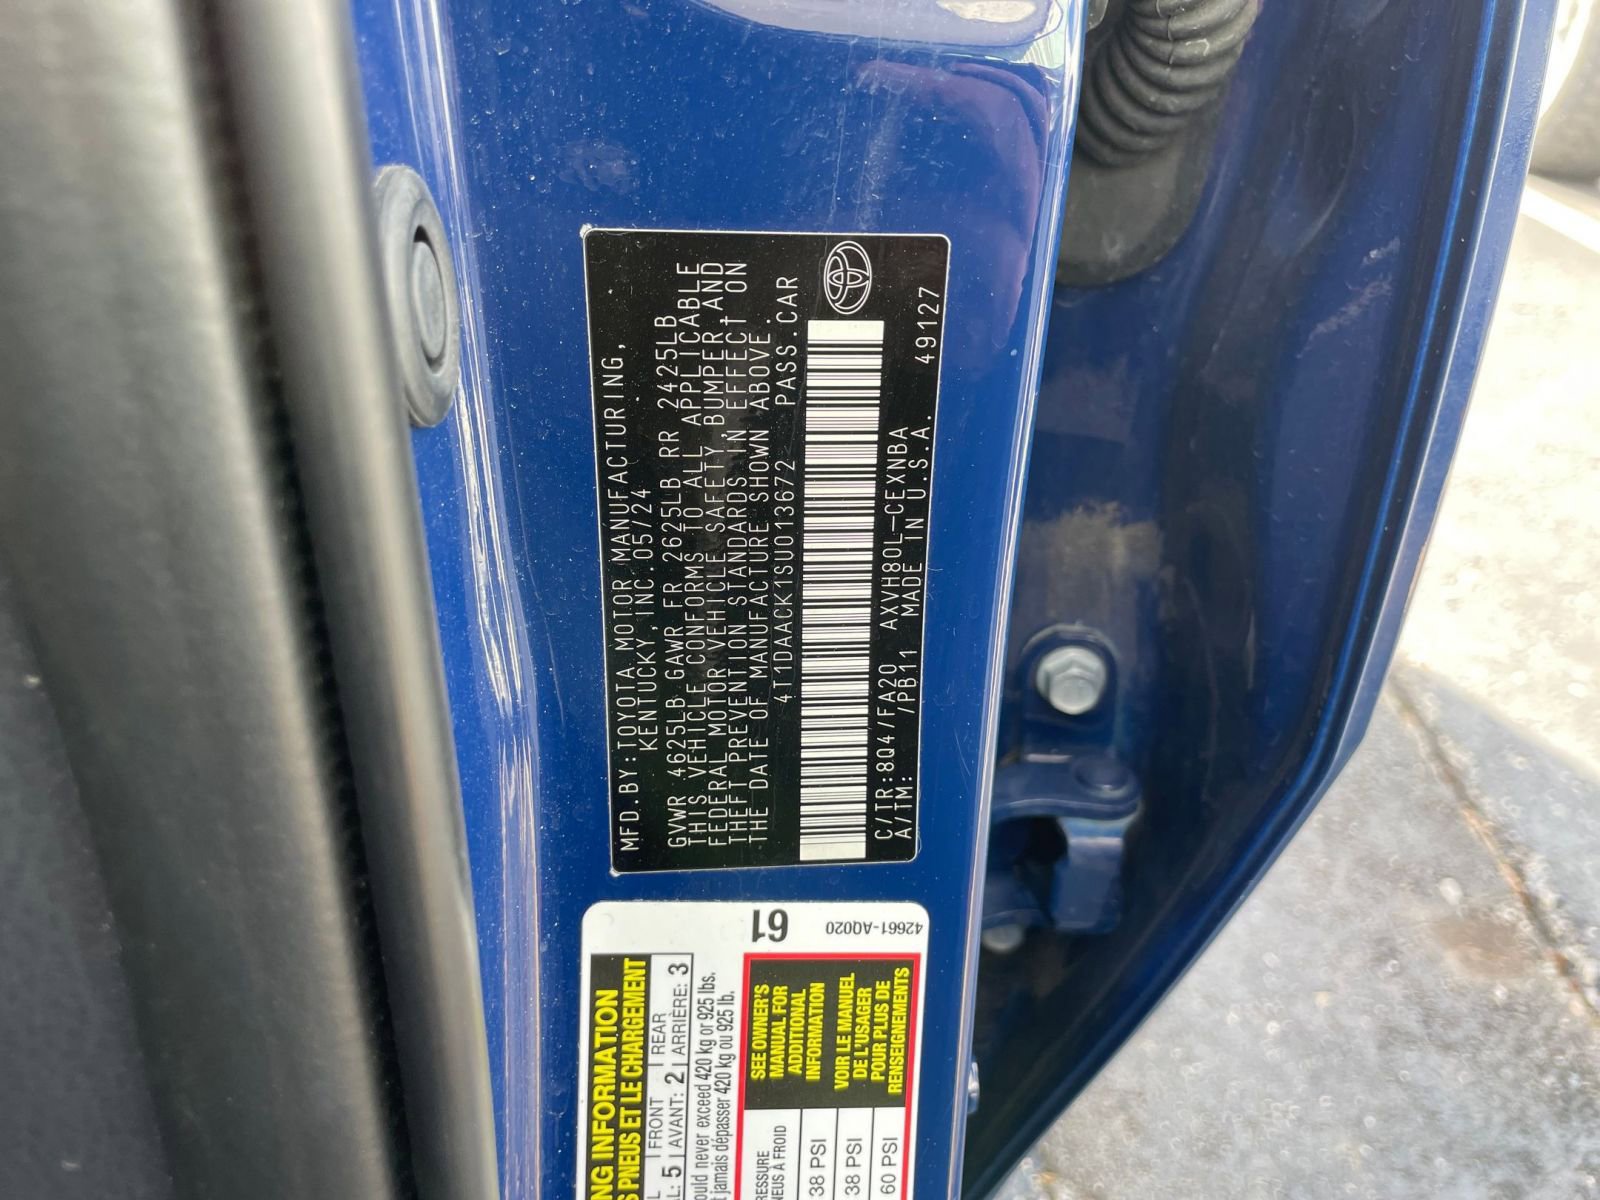 MFD.BY:TOYOTA MOTOR MANUFACTURING,
KENTUCKY,INC.05/24
GVWR 4625LB GAWR FR 2625LB RR 2425LB
THIS VEHICLE CONFORMS TO ALL APPLICABLE
FEDERAL MOTOR VEHICLE SAFETY,BUMPER,AND
THEFT PREVENTION STANDARDS IN EFFECT ON
THE DATE OF MANUFACTURE SHOWN ABOVE.
4T1DAACK1SU013672 PASS.CAR
C/TR:8Q4/FA20 AXVH80L-CEXNBA
A/TM: /PB11 MADE IN U.S.A. 49127
61
42661-AQ020
INFORMATION
PNEUS ET LE CHARGEMENT
FRONT REAR
5 AVANT: 2 ARRIÈRE: 3
never exceed 420 kg or 925 lbs.
jamais dépasser 420 kg ou 925 lb.
À FROID
38 PSI
38 PSI
60 PSI
SEE OWNER'S
MANUAL FOR
ADDITIONAL
INFORMATION
VOIR LE MANUEL
DE L'USAGER
POUR PLUS DE
RENSEIGNEMENTS